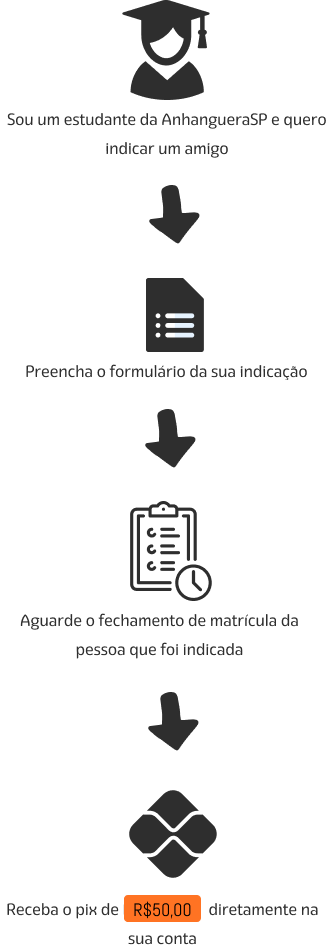 Sou um estudante da AnhangueraSP e quero
indicar um amigo
Preencha o formulário da sua indicação
Aguarde o fechamento de matrícula da
pessoa que foi indicada
Receba o pix de R$50,00 diretamente na
sua conta